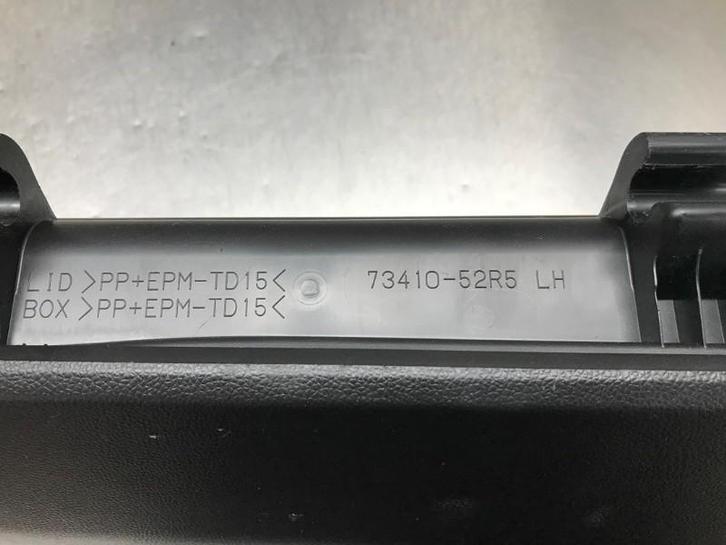 LID >PP+EPM-TD15< 73410-52R5 LH
BOX >PP+EPM-TD15<